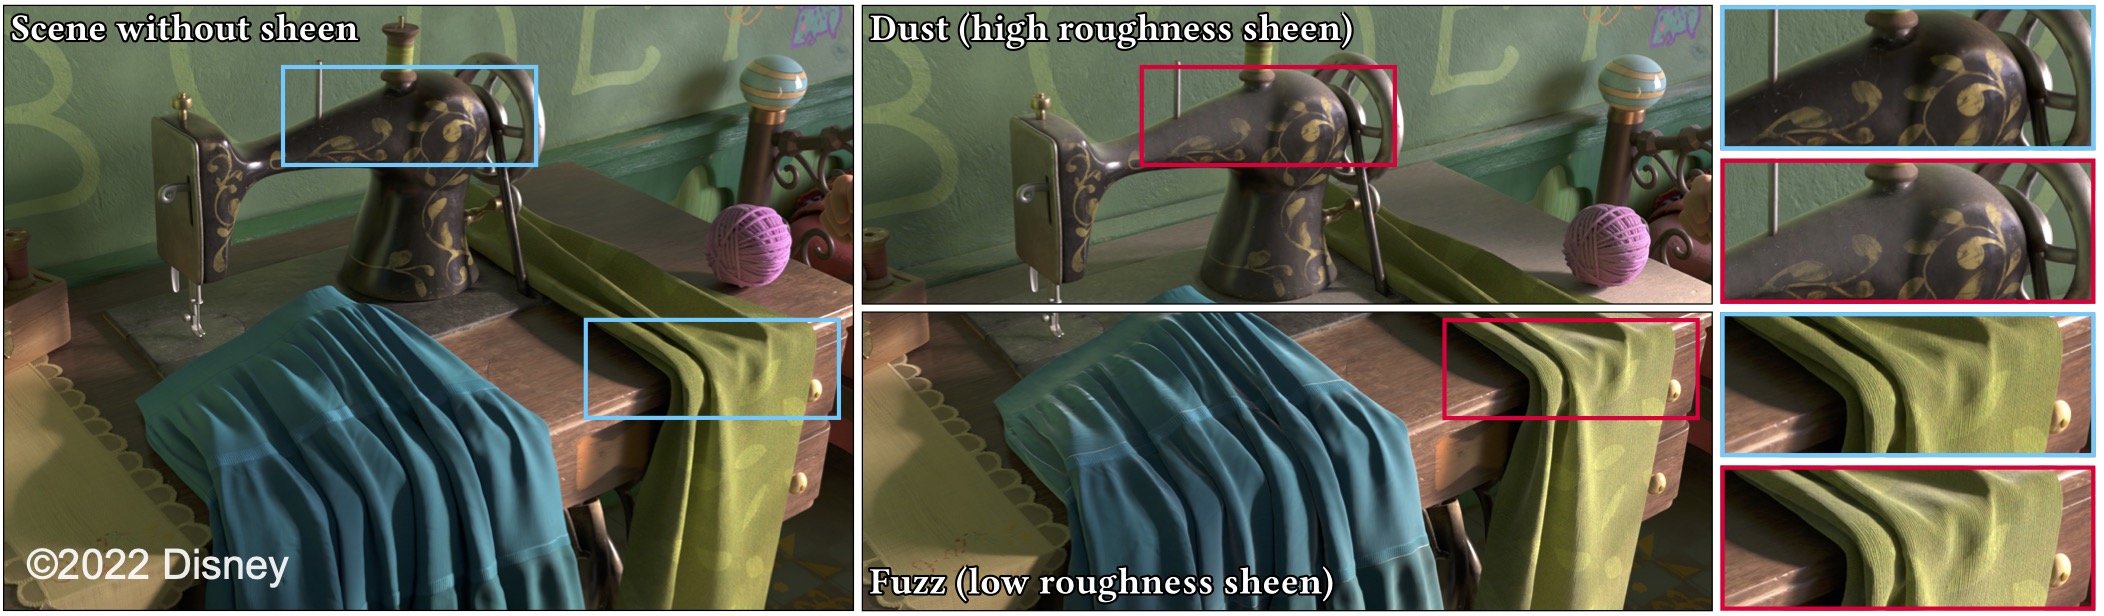 Scene without sheen
Dust (high roughness sheen)
Fuzz (low roughness sheen)
©2022 Disney